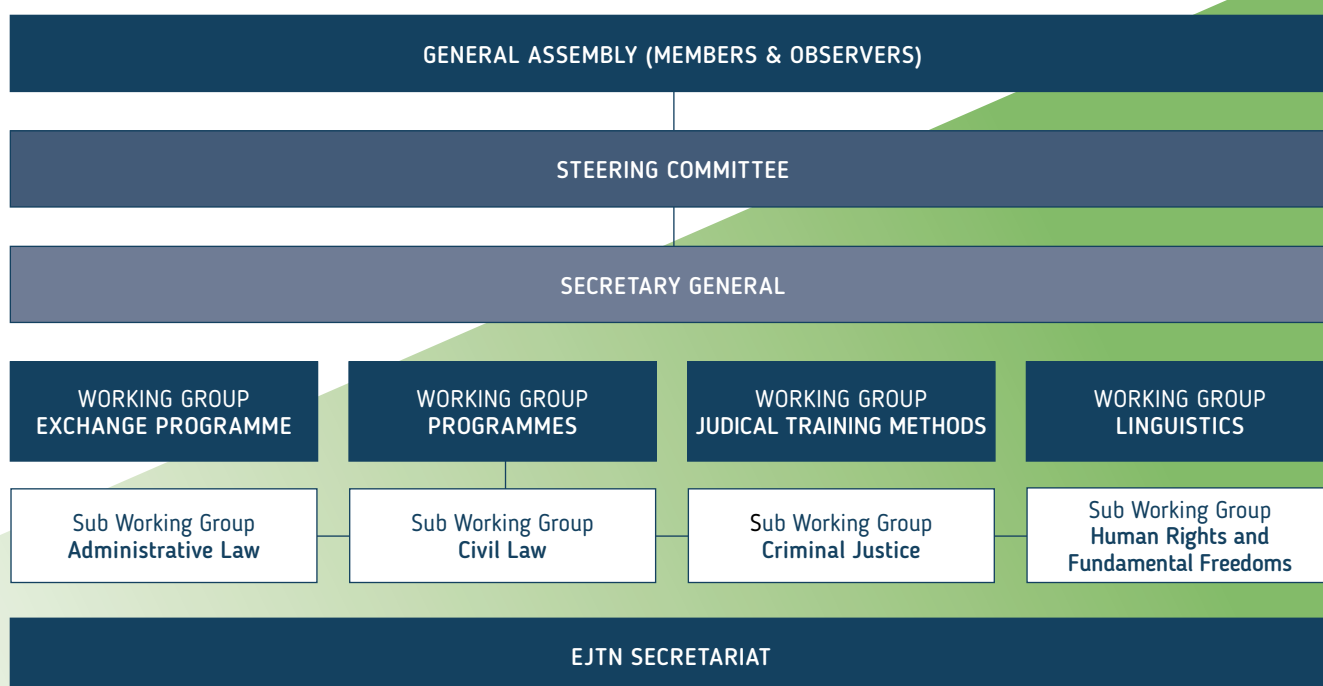 GENERAL ASSEMBLY (MEMBERS & OBSERVERS)
STEERING COMMITTEE
SECRETARY GENERAL
WORKING GROUP
EXCHANGE PROGRAMME
WORKING GROUP
PROGRAMMES
WORKING GROUP
JUDICAL TRAINING METHODS
WORKING GROUP
LINGUISTICS
Sub Working Group
Administrative Law
Sub Working Group
Civil Law
Sub Working Group
Criminal Justice
Sub Working Group
Human Rights and
Fundamental Freedoms
EJTN SECRETARIAT